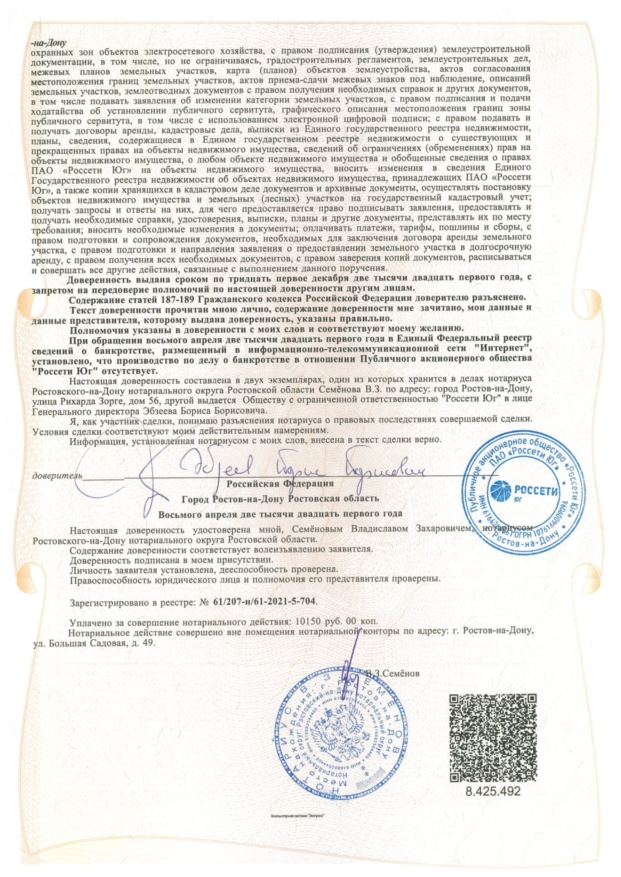 -на-Дону
охранных зон объектов электросетевого хозяйства, с правом подписания (утверждения) землеустроительной
документации, в том числе, но не ограничиваясь, градостроительных регламентов, землеустроительных дел,
межевых планов земельных участков, карта (планов) объектов землеустройства, актов согласования
местоположения границ земельных участков, актов приема-сдачи межевых знаков под наблюдение, описаний
земельных участков, землеотводных документов с правом получения необходимых справок и других документов,
в том числе подавать заявления об изменении категории земельных участков, с правом подписания и подачи
ходатайства об установлении публичного сервитута, графического описания местоположения границ зоны
публичного сервитута, в том числе с использованием электронной цифровой подписи; с правом подавать и
получать договоры аренды, кадастровые дела, выписки из Единого государственного реестра недвижимости,
планы, сведения, содержащиеся в Едином государственном реестре недвижимости о существующих и
прекращенных правах на объекты недвижимого имущества, сведений об ограничениях (обременениях) прав на
объекты недвижимого имущества, о любом объекте недвижимого имущества и обобщенные сведения о правах
ПАО «Россети Юг» на объекты недвижимого имущества, вносить изменения в сведения Единого
Государственного реестра недвижимости об объектах недвижимого имущества, принадлежащих ПАО «Россети
Юг», а также копии хранящихся в кадастровом деле документов и архивные документы, осуществлять постановку
объектов недвижимого имущества и земельных (лесных) участков на государственный кадастровый учет;
получать запросы и ответы на них, для чего предоставляется право подписывать заявления, предоставлять и
получать необходимые справки, удостоверения, выписки, планы и другие документы, представлять их по месту
требования; вносить необходимые изменения в документы; оплачивать платежи, тарифы, пошлины и сборы, с
правом подготовки и сопровождения документов, необходимых для заключения договора аренды земельного
участка, с правом подготовки и направления заявления о предоставлении земельного участка в долгосрочную
аренду, с правом получения всех необходимых документов, с правом заверения копий документов, расписываться
и совершать все другие действия, связанные с выполнением данного поручения.
Доверенность выдана сроком по тридцать первое декабря две тысячи двадцать первого года, с
запретом на передоверие полномочий по настоящей доверенности другим лицам.
Содержание статей 187-189 Гражданского кодекса Российской Федерации доверителю разъяснено.
Текст доверенности прочитан мною лично, содержание доверенности мне зачитано, мои данные и
данные представителя, которому выдана доверенность, указаны правильно.
Полномочия указаны в доверенности с моих слов и соответствуют моему желанию.
При обращении восьмого апреля две тысячи двадцать первого года в Единый Федеральный реестр
сведений о банкротстве, размещенный в информационно-телекоммуникационной сети "Интернет",
установлено, что производство по делу о банкротстве в отношении Публичного акционерного общества
"Россети Юг" отсутствует.
Настоящая доверенность составлена в двух экземплярах, один из которых хранится в делах нотариуса
Ростовского-на-Дону нотариального округа Ростовской области Семёнова В.З. по адресу: город Ростов-на-Дону,
улица Рихарда Зорге, дом 56, другой выдается Обществу с ограниченной ответственностью "Россети Юг" в лице
Генерального директора Эбзеева Бориса Борисовича.
Я, как участник сделки, понимаю разъяснения нотариуса о правовых последствиях совершаемой сделки.
Условия сделки соответствуют моим действительным намерениям.
Информация, установленная нотариусом с моих слов, внесена в текст сделки верно.
доверитель Эбзеев Борис Борисович
Российская Федерация
Город Ростов-на-Дону Ростовская область
Восьмого апреля две тысячи двадцать первого года
Публичное акционерное общество «Россети Юг»
ПАО «Россети Юг»
РОССЕТИ
ЮГ
г. Ростов-на-Дону
Настоящая доверенность удостоверена мной, Семёновым Владиславом Захаровичем, нотариусом
Ростовского-на-Дону нотариального округа Ростовской области.
Содержание доверенности соответствует волеизъявлению заявителя.
Доверенность подписана в моем присутствии.
Личность заявителя установлена, дееспособность проверена.
Правоспособность юридического лица и полномочия его представителя проверены.
Зарегистрировано в реестре: № 61/207-н/61-2021-5-704.
Уплачено за совершение нотариального действия: 10150 руб. 00 коп.
Нотариальное действие совершено вне помещения нотариальной конторы по адресу: г. Ростов-на-Дону,
ул. Большая Садовая, д. 49.
В.З.Семёнов
НОТАРИУС В.З. СЕМЕНОВ
8.425.492